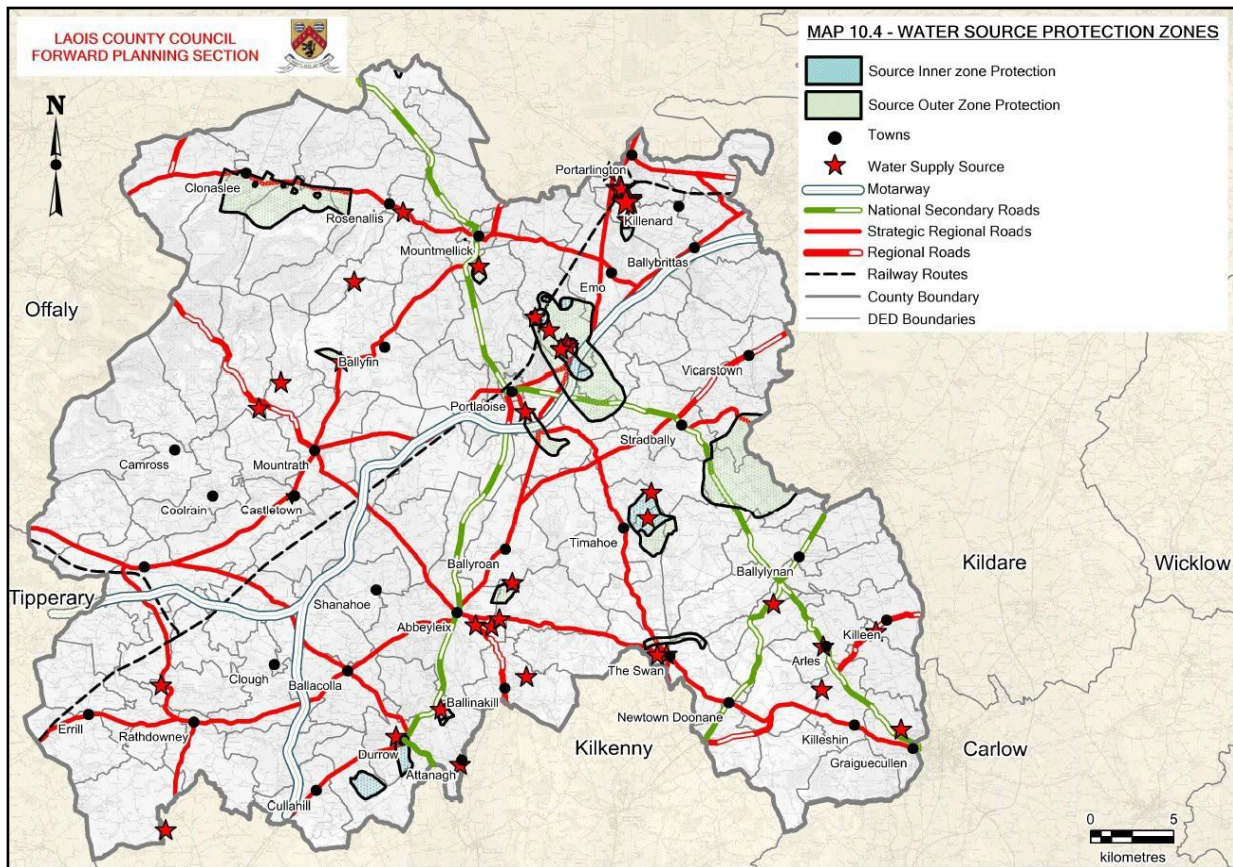 LAOIS COUNTY COUNCIL
FORWARD PLANNING SECTION
MAP 10.4 - WATER SOURCE PROTECTION ZONES
Source Inner zone Protection
Source Outer Zone Protection
Towns
Water Supply Source
Motarway
National Secondary Roads
Strategic Regional Roads
Regional Roads
Railway Routes
County Boundary
DED Boundaries
N
Portarlington
Clonaslee
Killenard
Rosenallis
Mountmellick
Ballybrittas
Emo
Offaly
Ballyfin
Vicarstown
Portlaoise
Stradbally
Camross
Mountrath
Coolrain
Castletown
Timahoe
Ballyroan
Ballylynan
Kildare
Wicklow
Tipperary
Shanahoe
Abbeyleix
Killeen
Arles
The Swan
Clough
Ballacolla
Ballinakill
Newtown Doonane
Errill
Rathdowney
Killeshin
Kilkenny
Carlow
Durrow
Graiguecullen
Attanagh
Cullahill
0 5
kilometres